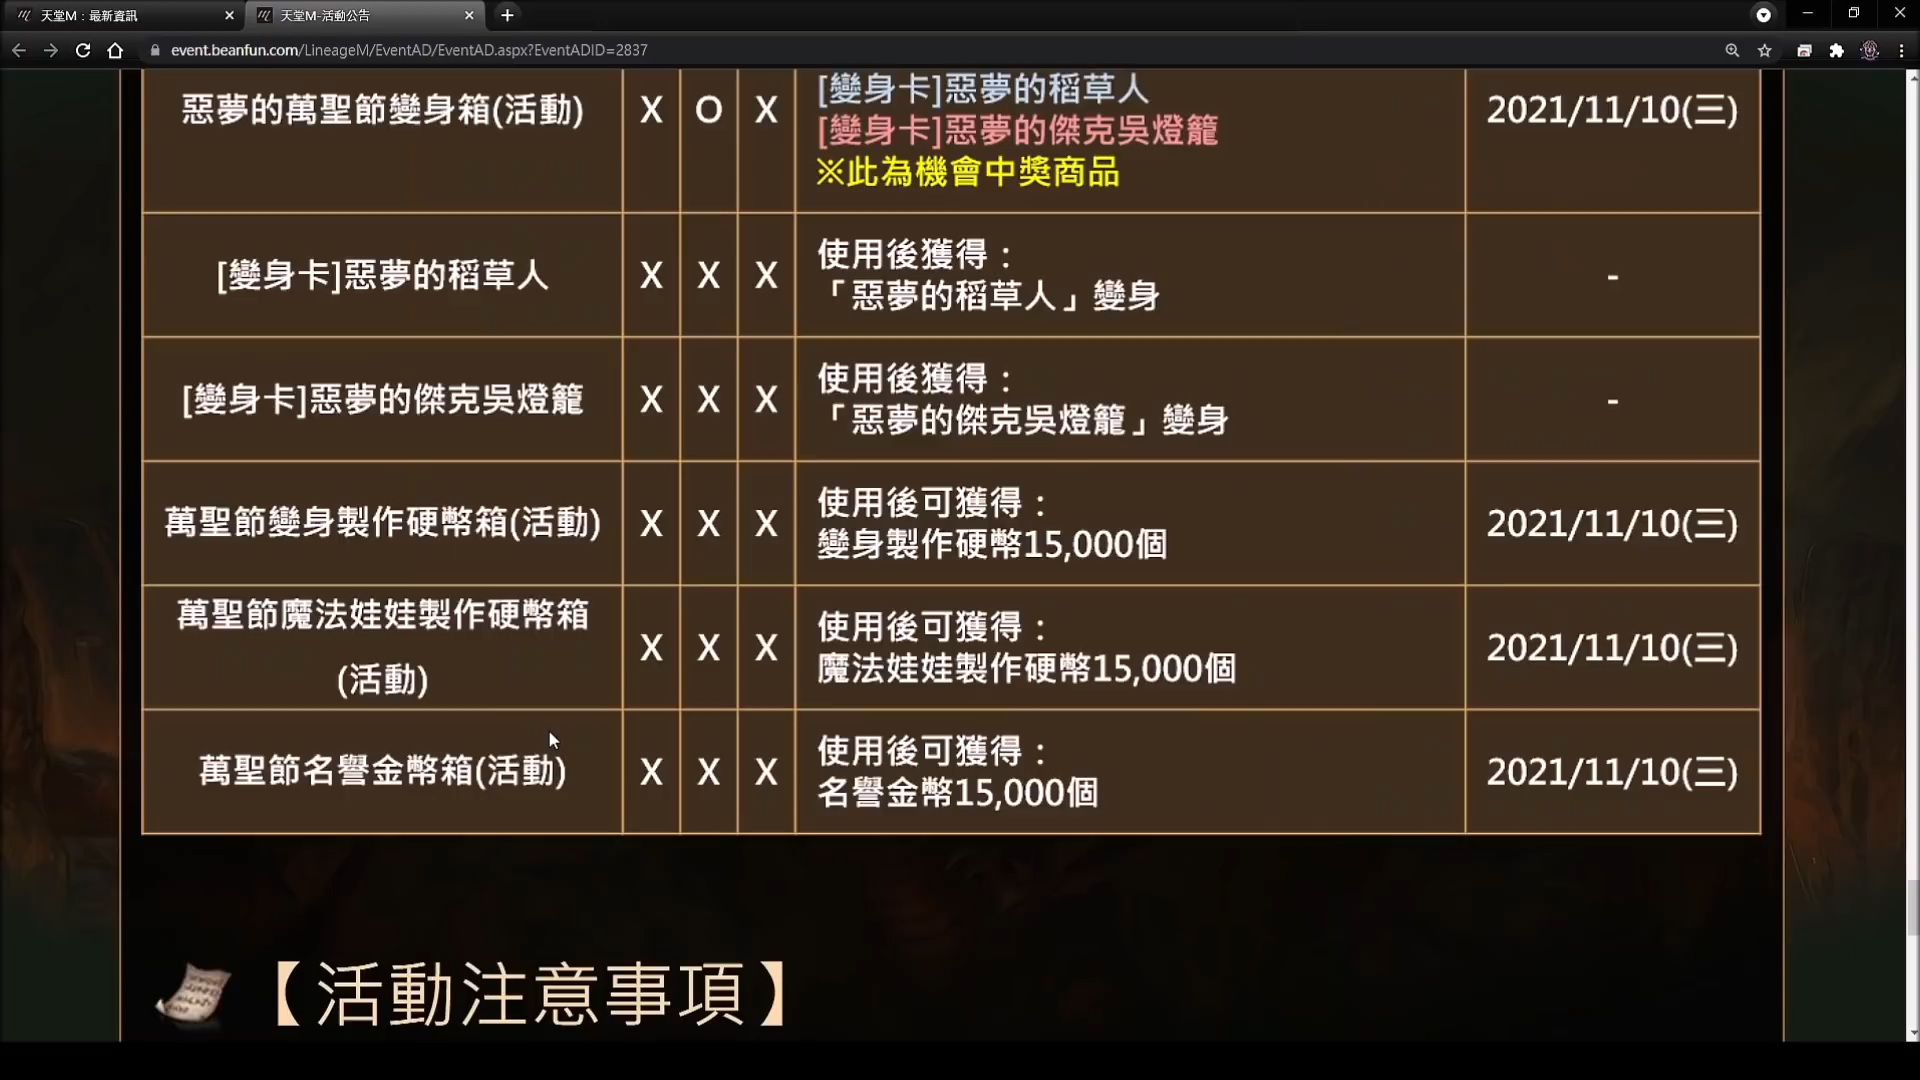 天堂M：最新資訊
天堂M-活動公告
event.beanfun.com/LineageM/EventAD/EventAD.aspx?EventADID=2837
惡夢的萬聖節變身箱(活動) X O X
[變身卡]惡夢的稻草人
[變身卡]惡夢的傑克吳燈籠
※此為機會中獎商品
2021/11/10(三)
[變身卡]惡夢的稻草人 X X X
使用後獲得：
「惡夢的稻草人」變身
-
[變身卡]惡夢的傑克吳燈籠 X X X
使用後獲得：
「惡夢的傑克吳燈籠」變身
-
萬聖節變身製作硬幣箱(活動) X X X
使用後可獲得：
變身製作硬幣15,000個
2021/11/10(三)
萬聖節魔法娃娃製作硬幣箱
(活動)
X X X
使用後可獲得：
魔法娃娃製作硬幣15,000個
2021/11/10(三)
萬聖節名譽金幣箱(活動) X X X
使用後可獲得：
名譽金幣15,000個
2021/11/10(三)
【活動注意事項】